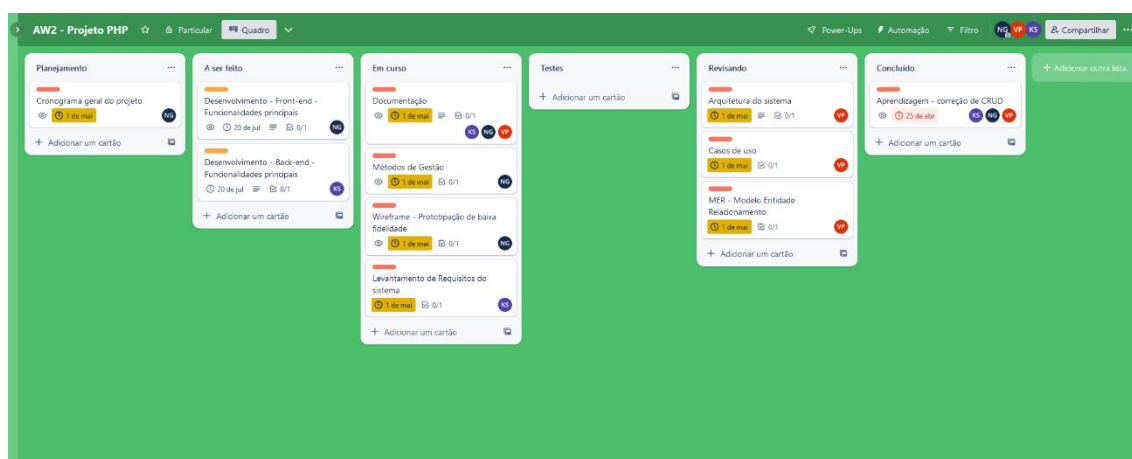 AW2 - Projeto PHP
Particular
Quadro
Power-Ups
Automação
Filtro
NG VP KS
Compartilhar
Planejamento
Cronograma geral do projeto
1 de mai
NG
+ Adicionar um cartão
A ser feito
Desenvolvimento - Front-end -
Funcionalidades principais
20 de jul 0/1
NG
Desenvolvimento - Back-end -
Funcionalidades principais
20 de jul 0/1
KS
+ Adicionar um cartão
Em curso
Documentação
1 de mai 0/1
KS NG VP
Métodos de Gestão
1 de mai 0/1
NG
Wireframe - Prototipação de baixa
fidelidade
1 de mai 0/1
NG
Levantamento de Requisitos do
sistema
1 de mai 0/1
KS
+ Adicionar um cartão
Testes
+ Adicionar um cartão
Revisando
Arquitetura do sistema
1 de mai 0/1
VP
Casos de uso
1 de mai 0/1
VP
MER - Modelo Entidade
Relacionamento
1 de mai 0/1
VP
+ Adicionar um cartão
Concluído
Aprendizagem - correção de CRUD
25 de abr
KS NG VP
+ Adicionar um cartão
+ Adicionar outra lista